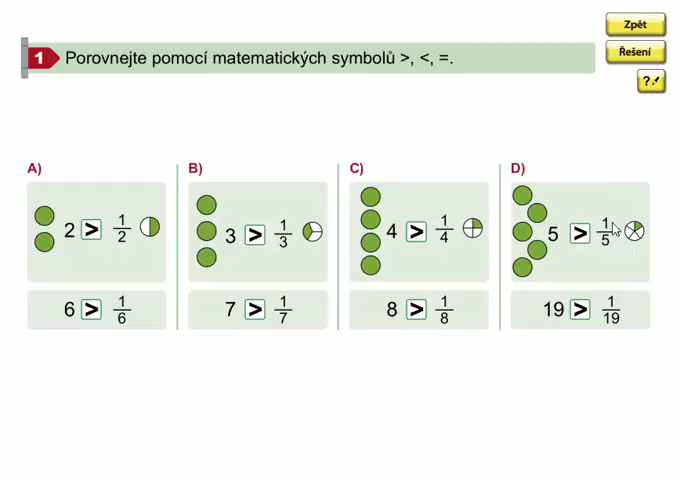 Zpět
Řešení
?
1 Porovnejte pomocí matematických symbolů >, <, =.
A) B) C) D)
2 > 1/2 3 > 1/3 4 > 1/4 5 > 1/5
6 > 1/6 7 > 1/7 8 > 1/8 19 > 1/19